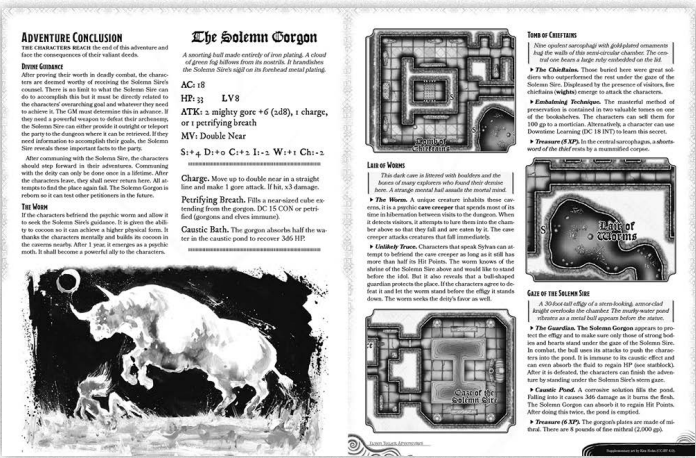 ADVENTURE CONCLUSION
THE CHARACTERS REACH the end of this adventure and
face the consequences of their valiant deeds.
DIVINE GUIDANCE
After proving their worth in deadly combat, the charac-
ters are deemed worthy of receiving the Solemn Sire's
counsel. There is no limit to what the Solemn Sire can
do to accomplish this but it must be directly related to
the characters' overarching goal and whatever they need
to achieve it. The GM must determine this in advance. If
they need a powerful weapon to defeat their archenemy,
the Solemn Sire can either provide it outright or teleport
the party to the dungeon where it can be retrieved. If they
need information to accomplish their goals, the Solemn
Sire reveals these important facts to the party.
After communing with the Solemn Sire, the characters
should step forward in their adventures. Communing
with the deity can only be done once in a lifetime. After
the characters leave, they shall never return here. All at-
tempts to find the place again fail. The Solemn Gorgon is
reborn so it can test other petitioners in the future.
THE WORM
If the characters befriend the psychic worm and allow it
to seek the Solemn Sire's guidance. It is given the abil-
ity to cocoon so it can achieve a higher physical form. It
thanks the characters mentally and builds its cocoon in
the caverns nearby. After 1 year, it emerges as a psychic
moth. It shall become a powerful ally to the characters.
The Solemn Gorgon
A snorting bull made entirely of iron plating. A cloud
of green fog billows from its nostrils. It brandishes
the Solemn Sire's sigil on its forehead metal plating.
AC: 18
HP: 33 LV 8
ATK: 2 mighty gore +6 (2d8), 1 charge,
or 1 petrifying breath
MV: Double Near
S:+4 D:+0 C:+2 I:-2 W:+1 Ch:-2
Charge. Move up to double near in a straight
line and make 1 gore attack. If hit, x3 damage.
Petrifying Breath. Fills a near-sized cube ex-
tending from the gorgon. DC 15 CON or petri-
fied (gorgons and elves immune).
Caustic Bath. The gorgon absorbs half the wa-
ter in the caustic pond to recover 3d6 HP.
Tomb of
Chieftains
LAIR OF WORMS
This dark cave is littered with boulders and the
bones of many explorers who found their demise
here. A strange mental hail assaults the mortal mind.
▶ The Worm. A unique creature inhabits these cav-
erns, it is a psychic cave creeper that spends most of its
time in hibernation between visits to the dungeon. When
it detects visitors, it attempts to lure them into the cham-
ber above so that they fall and are eaten by it. The cave
creeper attacks creatures that fall immediately.
▶ Unlikely Truce. Characters that speak Sylvan can at-
tempt to befriend the cave creeper as long as it still has
more than half its Hit Points. The worm knows of the
shrine of the Solemn Sire above and would like to stand
before the idol. But it also reveals that a bull-shaped
guardian protects the place. If the characters agree to de-
feat it and let the worm stand before the effigy it stands
down. The worm seeks the deity's favor as well.
Gaze of the
Solemn Sire
TOMB OF CHIEFTAINS
Nine opulent sarcophagi with gold-plated ornaments
hug the walls of this semi-circular chamber. The cen-
tral one bears a large ruby embedded on the lid.
▶ The Chieftains. Those buried here were great sol-
diers who outperformed the rest under the gaze of the
Solemn Sire. Displeased by the presence of visitors, five
chieftains (wights) emerge to attack the characters.
▶ Embalming Technique. The masterful method of
preservation is contained in two valuable tomes on one
of the bookshelves. The characters can sell them for
100 gp to a mortician. Alternatively, a character can use
Downtime Learning (DC 18 INT) to learn this secret.
▶ Treasure (5 XP). In the central sarcophagus, a shorts-
word of the thief rests by a mummified corpse.
Lair of
Worms
GAZE OF THE SOLEMN SIRE
A 30-foot-tall effigy of a stern-looking, armor-clad
knight overlooks the chamber. The murky-water pond
vibrates as a metal bull appears before the statue.
▶ The Guardian. The Solemn Gorgon appears to pro-
tect the effigy and to make sure only those of strong bod-
ies and hearts stand under the gaze of the Solemn Sire.
In combat, the bull uses its attacks to push the charac-
ters into the pond. It is immune to its caustic effect and
can even absorb the fluid to regain HP (see statblock).
After it is defeated, the characters can finish the adven-
ture by standing under the Solemn Sire's stern gaze.
▶ Caustic Pond. A corrosive solution fills the pond.
Falling into it causes 3d6 damage as it burns the flesh.
The Solemn Gorgon can absorb it to regain Hit Points.
After doing this twice, the pond is emptied.
▶ Treasure (6 XP). The gorgon's plates are made of mi-
thral. There are 8 pounds of fine mithral (2,000 gp).